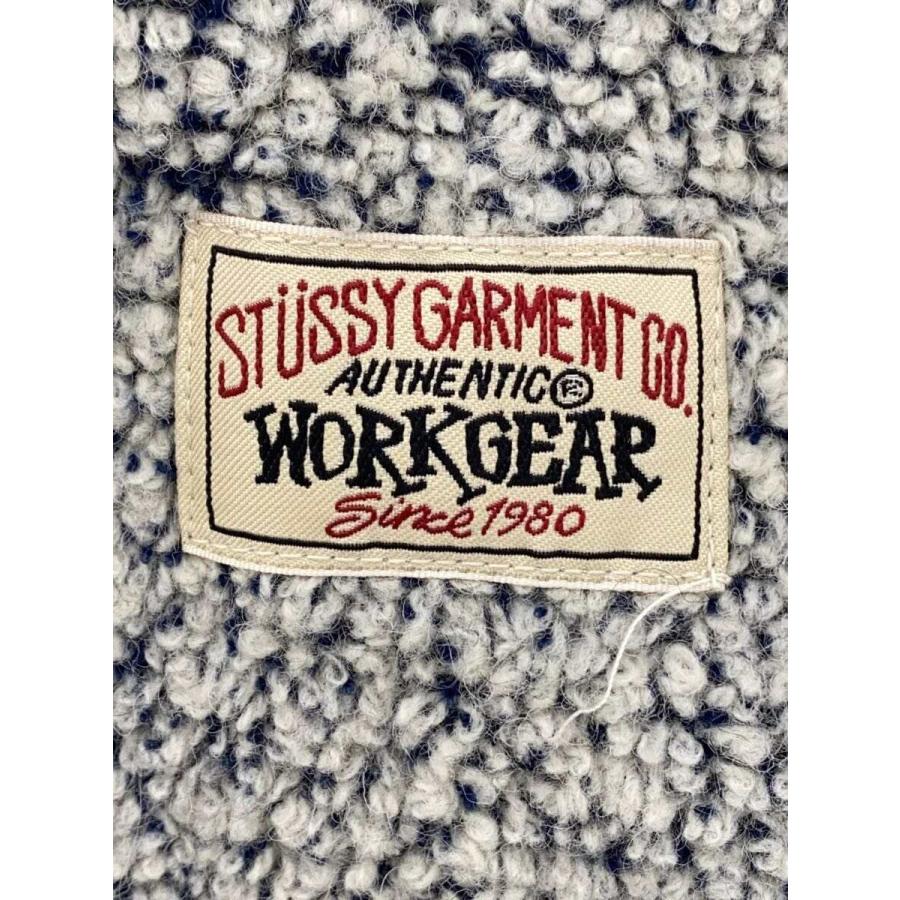 STÜSSY GARMENT CO.
AUTHENTIC®
WORKGEAR
Since 1980